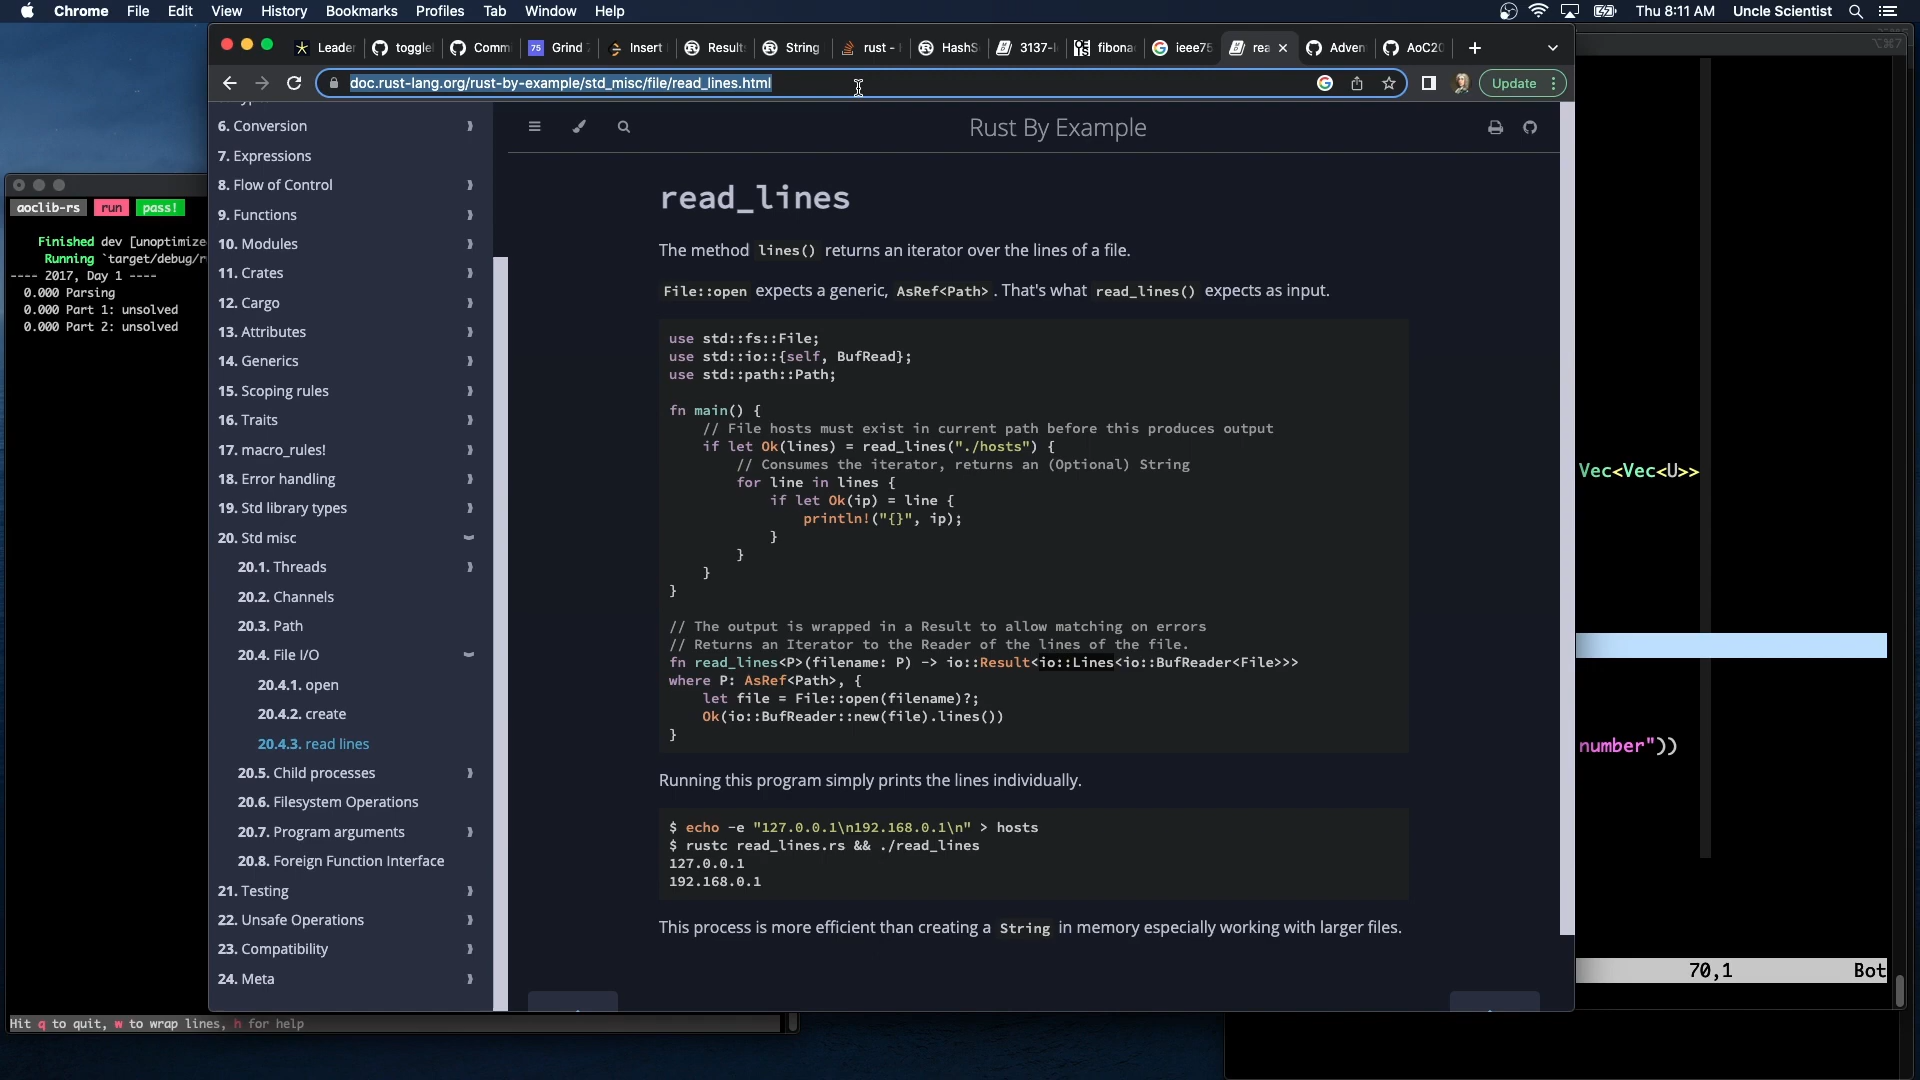 Chrome File Edit View History Bookmarks Profiles Tab Window Help
Thu 8:11 AM Uncle Scientist
Leader toggle Comm Grind Insert Result String rust - HashS 3137- fibona ieee75 rea Adven AoC20
doc.rust-lang.org/rust-by-example/std_misc/file/read_lines.html
Update
6. Conversion
7. Expressions
8. Flow of Control
9. Functions
10. Modules
11. Crates
12. Cargo
13. Attributes
14. Generics
15. Scoping rules
16. Traits
17. macro_rules!
18. Error handling
19. Std library types
20. Std misc
20.1. Threads
20.2. Channels
20.3. Path
20.4. File I/O
20.4.1. open
20.4.2. create
20.4.3. read lines
20.5. Child processes
20.6. Filesystem Operations
20.7. Program arguments
20.8. Foreign Function Interface
21. Testing
22. Unsafe Operations
23. Compatibility
24. Meta
Rust By Example
read_lines
The method lines() returns an iterator over the lines of a file.
File::open expects a generic, AsRef<Path>. That's what read_lines() expects as input.
use std::fs::File;
use std::io::{self, BufRead};
use std::path::Path;
fn main() {
// File hosts must exist in current path before this produces output
if let Ok(lines) = read_lines("./hosts") {
// Consumes the iterator, returns an (Optional) String
for line in lines {
if let Ok(ip) = line {
println!("{}", ip);
}
}
}
}
// The output is wrapped in a Result to allow matching on errors
// Returns an Iterator to the Reader of the lines of the file.
fn read_lines<P>(filename: P) -> io::Result<io::Lines<io::BufReader<File>>>
where P: AsRef<Path>, {
let file = File::open(filename)?;
Ok(io::BufReader::new(file).lines())
}
Running this program simply prints the lines individually.
$ echo -e "127.0.0.1\n192.168.0.1\n" > hosts
$ rustc read_lines.rs && ./read_lines
127.0.0.1
192.168.0.1
This process is more efficient than creating a String in memory especially working with larger files.
aoclib-rs run pass!
Finished dev [unoptimize
Running `target/debug/r
---- 2017, Day 1 ----
0.000 Parsing
0.000 Part 1: unsolved
0.000 Part 2: unsolved
Hit q to quit, w to wrap lines, h for help
Vec<Vec<U>>
number"))
70,1 Bot